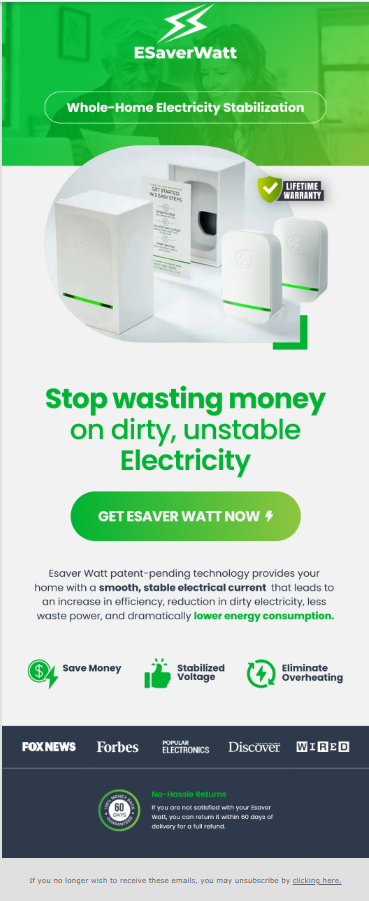 ESaverWatt
Whole-Home Electricity Stabilization
GET STARTED
IN 3 EASY STEPS
LIFETIME
WARRANTY
Stop wasting money
on dirty, unstable
Electricity
GET ESAVER WATT NOW
Esaver Watt patent-pending technology provides your
home with a smooth, stable electrical current that leads to
an increase in efficiency, reduction in dirty electricity, less
waste power, and dramatically lower energy consumption.
Save Money
Stabilized
Voltage
Eliminate
Overheating
FOX NEWS
Forbes
POPULAR
ELECTRONICS
Discover
WIRED
60
DAYS
No-Hassle Returns
If you are not satisfied with your Esaver
Watt, you can return it within 60 days of
delivery for a full refund.
If you no longer wish to receive these emails, you may unsubscribe by clicking here.